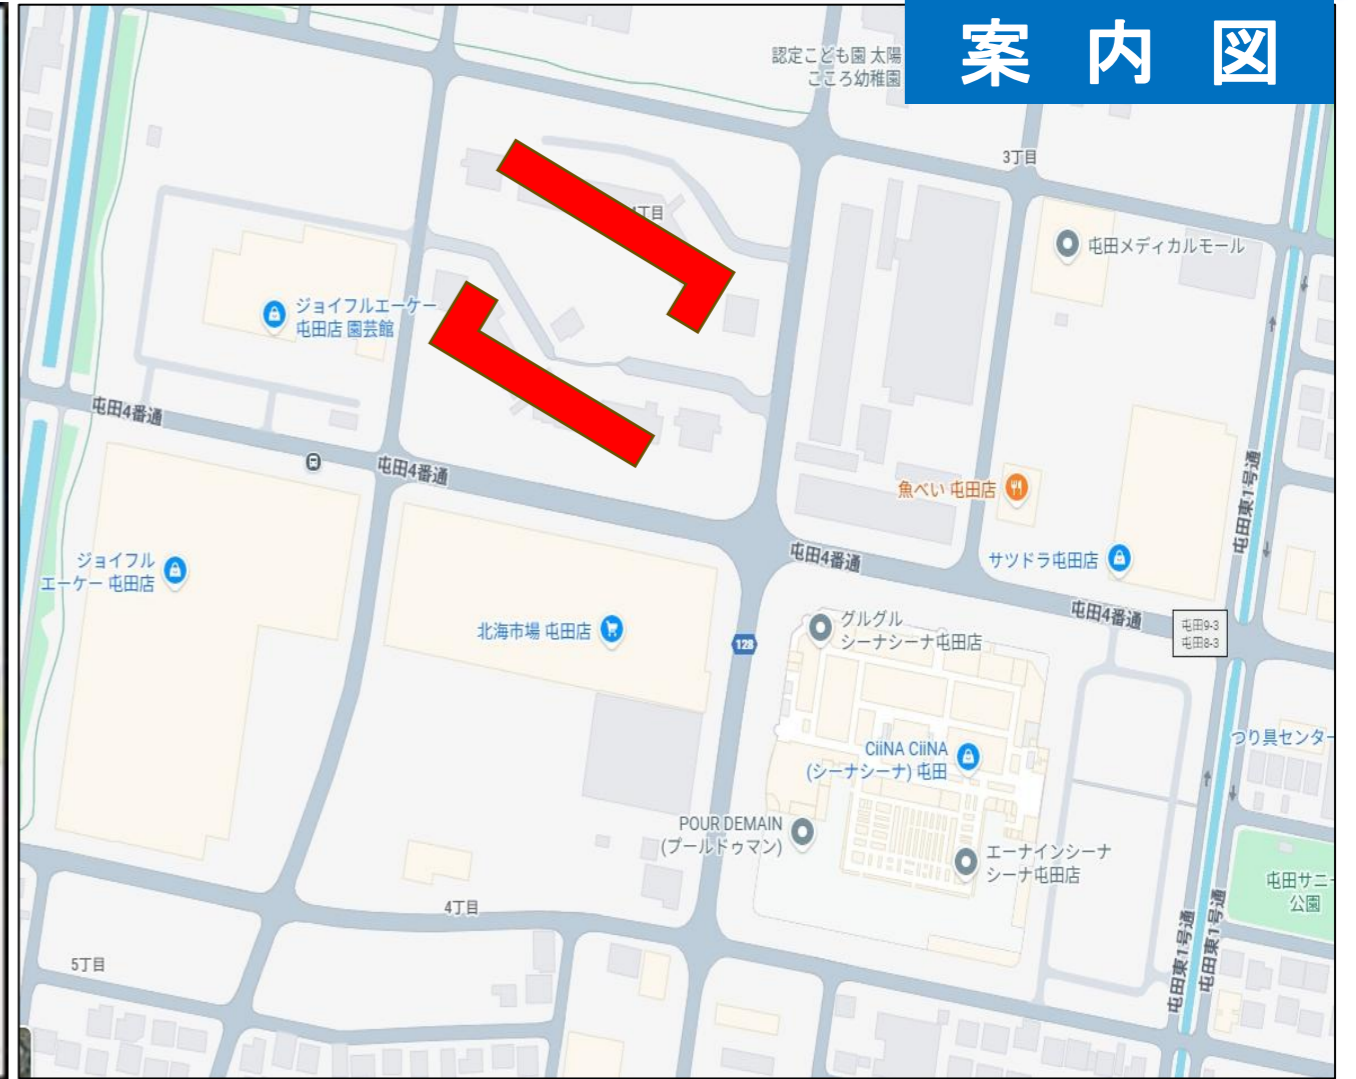 案内図
認定こども園 太陽
こころ幼稚園
3丁目
丁目
屯田メディカルモール
ジョイフルエーケー
屯田店 園芸館
屯田4番通
屯田4番通
屯田東1号通
魚べい 屯田店
ジョイフル
エーケー 屯田店
屯田4番通
サツドラ屯田店
屯田4番通
北海市場 屯田店
128
グルグル
シーナシーナ屯田店
屯田9-3
屯田8-3
CiiNA CiiNA
(シーナシーナ) 屯田
つり具センター
POUR DEMAIN
(プールドゥマン)
エーナインシーナ
シーナ屯田店
屯田サニー
公園
4丁目
屯田東1号通
屯田東1号通
5丁目